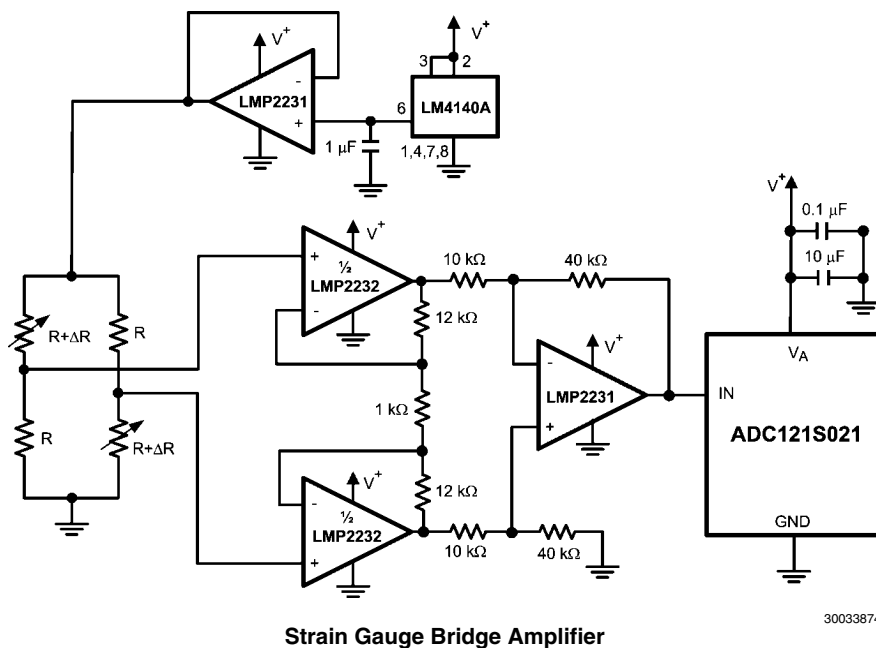 V+
V+
3
2
-
LMP2231
+
6
LM4140A
1 µF
1,4,7,8
V+
0.1 µF
10 µF
V+
+
½
LMP2232
-
10 kΩ
40 kΩ
12 kΩ
R+ΔR
R
V+
-
LMP2231
+
VA
IN
ADC121S021
GND
1 kΩ
R
R+ΔR
V+
-
½
LMP2232
+
12 kΩ
10 kΩ
40 kΩ
30033874
Strain Gauge Bridge Amplifier